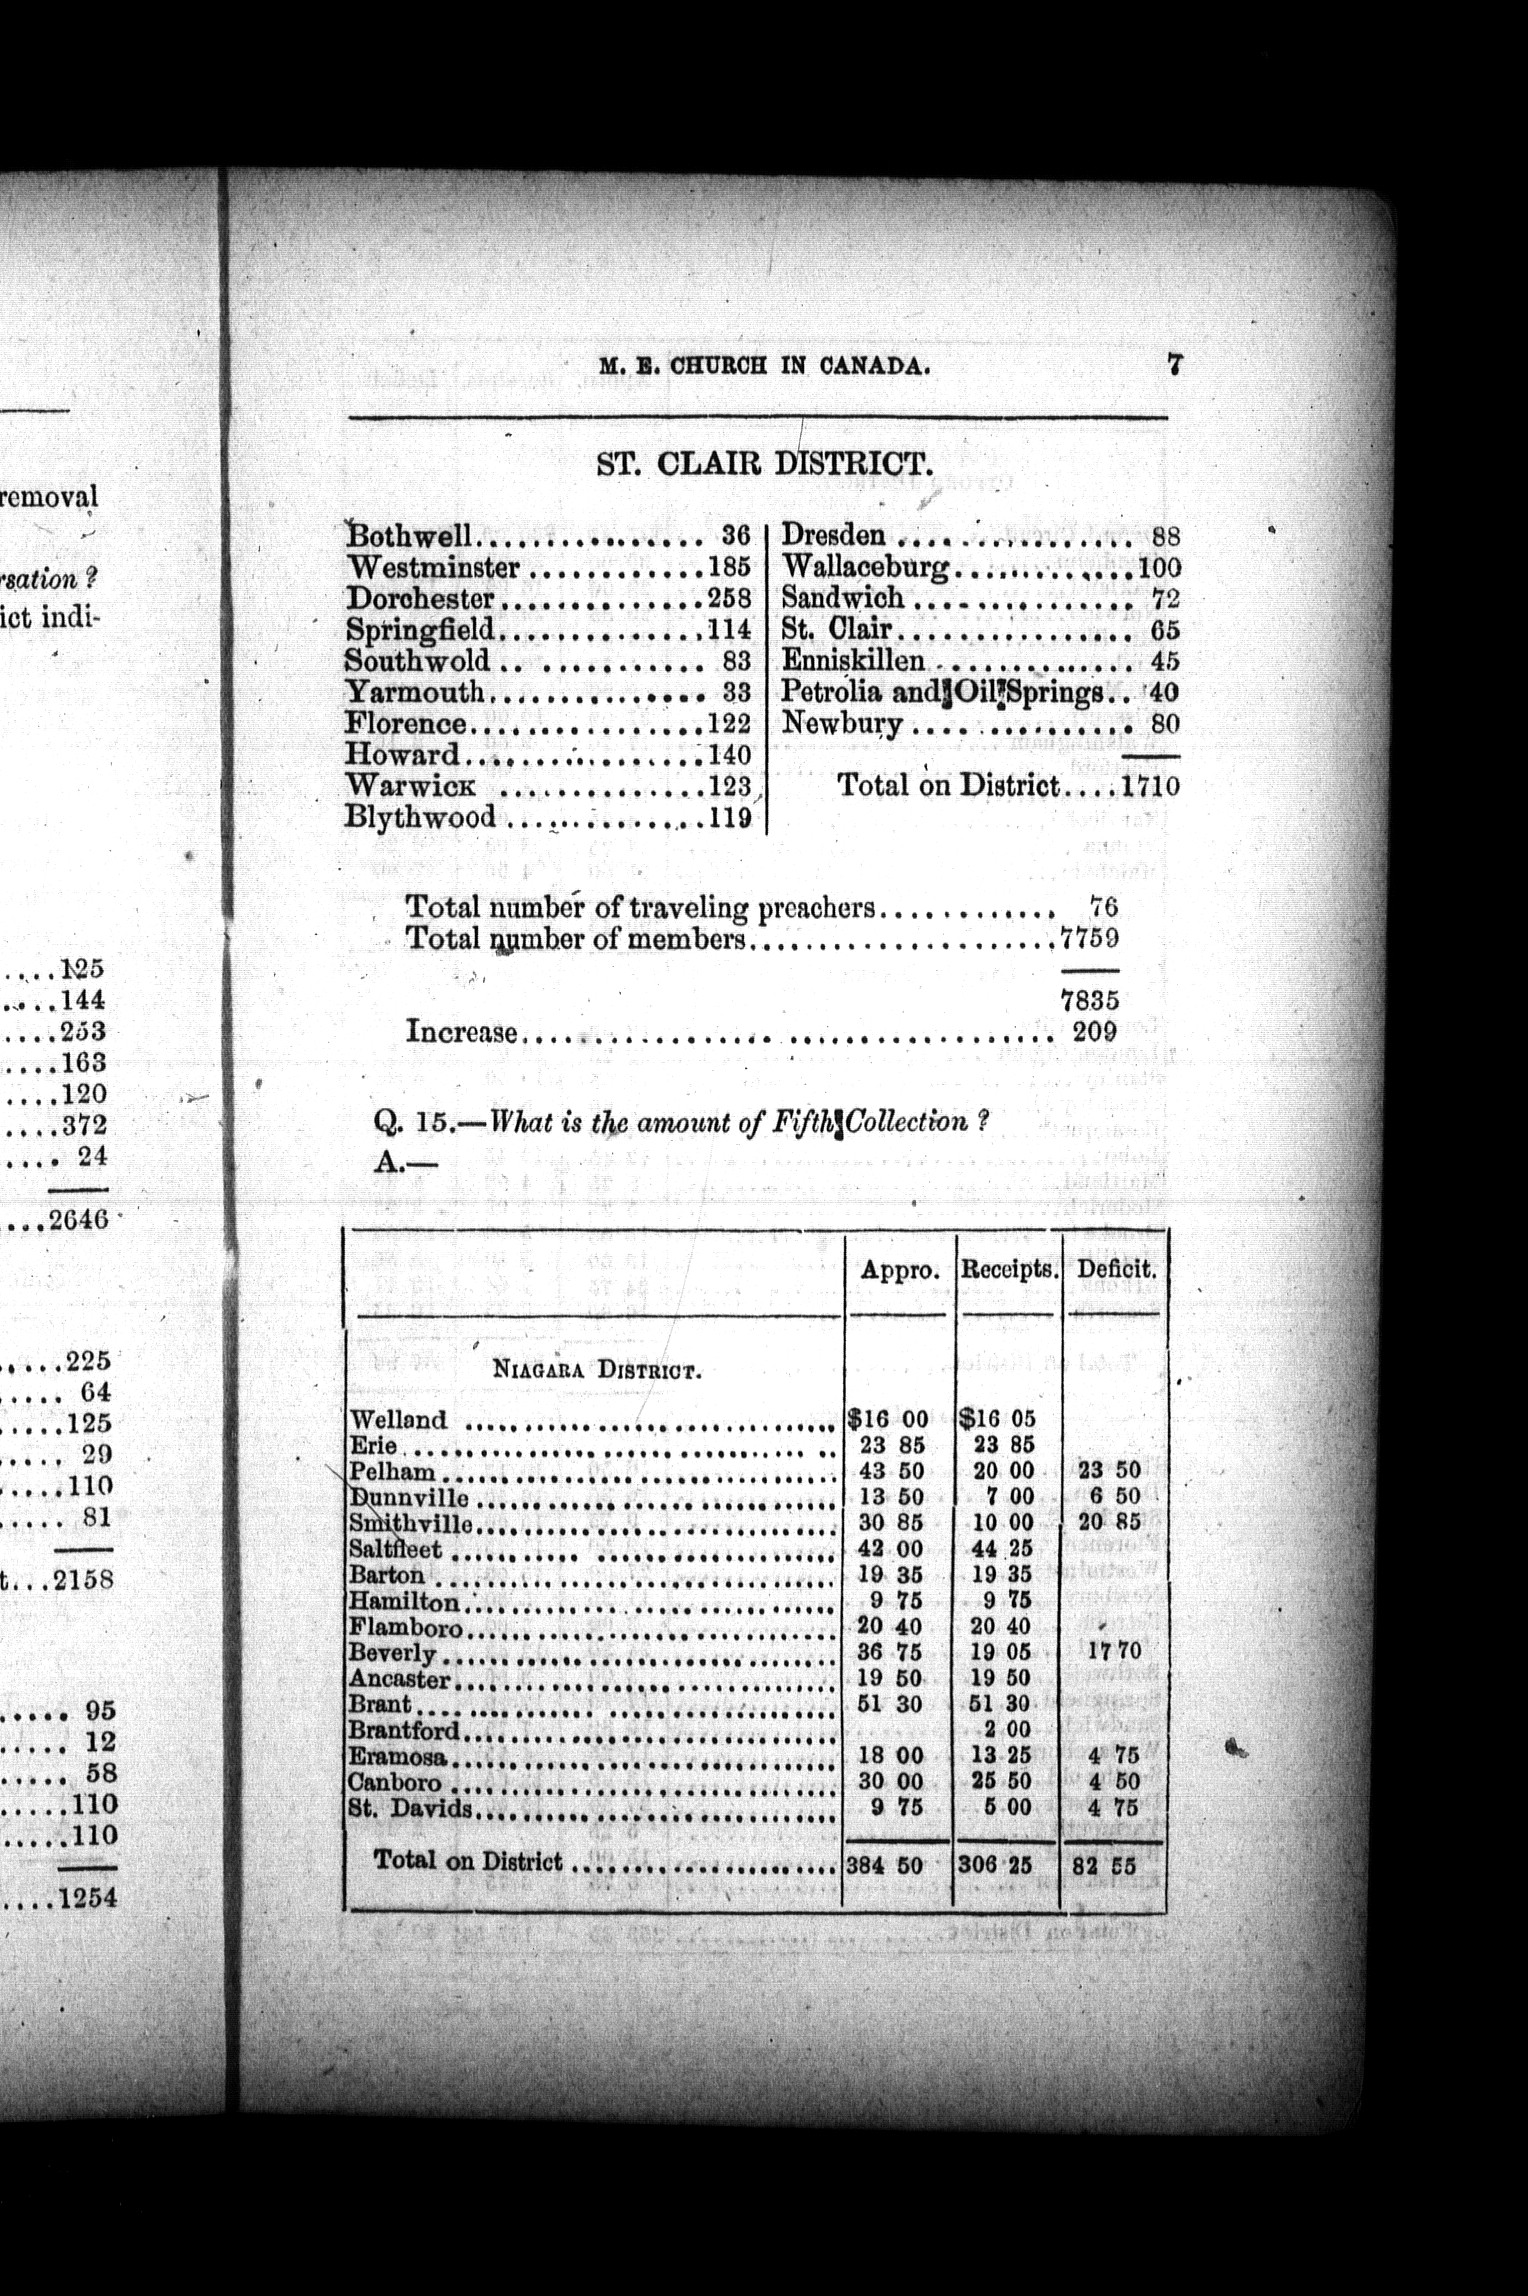 removal
rsation ?
ict indi-
....125
....144
....253
....163
....120
....372
.... 24
...2646
.....225
..... 64
.....125
..... 29
.....110
..... 81
t...2158
..... 95
..... 12
..... 58
.....110
.....110
....1254
M. E. CHURCH IN CANADA. 7
ST. CLAIR DISTRICT.
Bothwell................ 36
Westminster ............185
Dorchester..............258
Springfield..............114
Southwold .. ........... 83
Yarmouth............... 33
Florence................122
Howard.................140
Warwick ..............123
Blythwood ..............119
Dresden ................. 88
Wallaceburg.............100
Sandwich ................ 72
St. Clair................. 65
Enniskillen .............. 45
Petrolia and Oil Springs.. 40
Newbury ................ 80
Total on District....1710
Total number of traveling preachers............ 76
Total number of members......................7759
7835
Increase...................................... 209
Q. 15.—What is the amount of Fifth Collection ?
A.—
Appro. Receipts. Deficit.
NIAGARA DISTRICT.
Welland .................................. $16 00 $16 05
Erie.................................. 23 85 23 85
Pelham.................................. 43 50 20 00 23 50
Dunnville.................................. 13 50 7 00 6 50
Smithville.................................. 30 85 10 00 20 85
Saltfleet .................................. 42 00 44 25
Barton .................................. 19 35 19 35
Hamilton.................................. 9 75 9 75
Flamboro.................................. 20 40 20 40
Beverly.................................. 36 75 19 05 17 70
Ancaster.................................. 19 50 19 50
Brant.................................. 51 30 51 30
Brantford.................................. 2 00
Eramosa.................................. 18 00 13 25 4 75
Canboro .................................. 30 00 25 50 4 50
St. Davids.................................. 9 75 5 00 4 75
Total on District ....................... 384 50 306 25 82 55